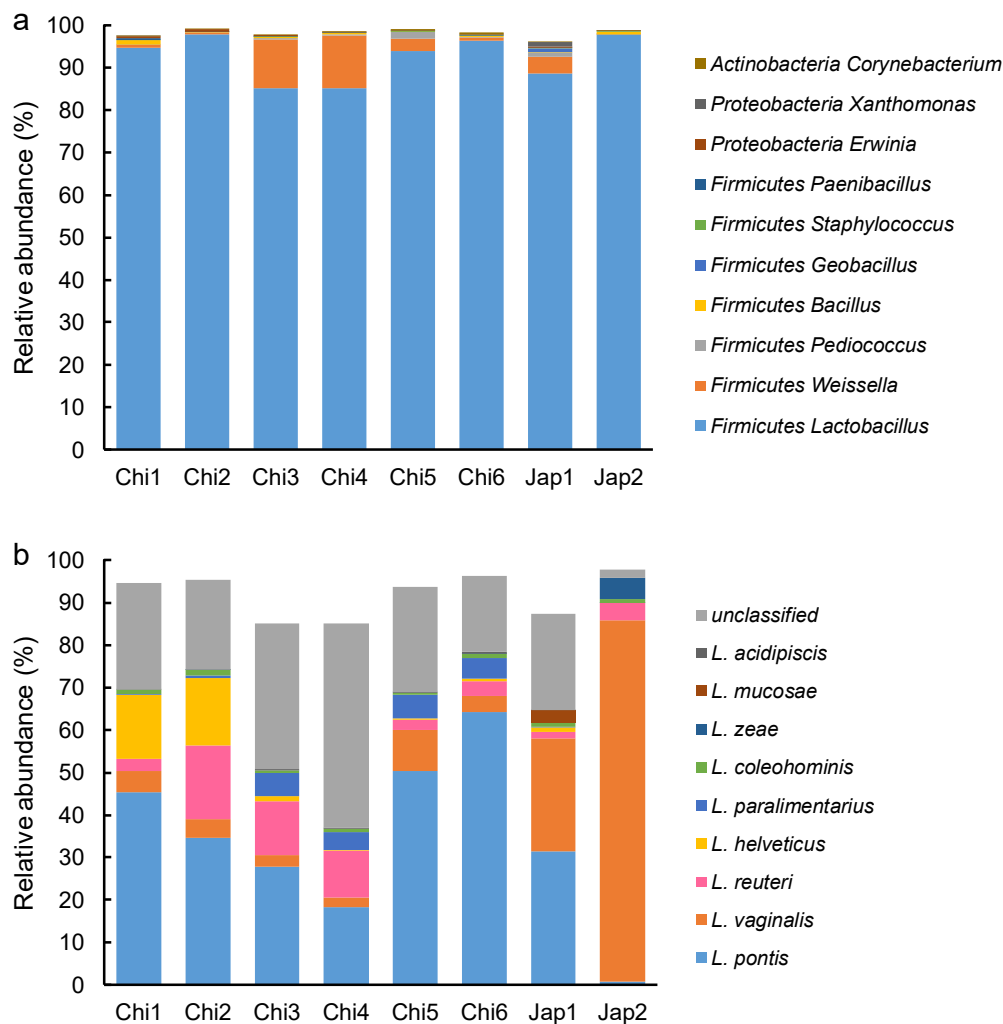 a
Relative abundance (%)
100
90
80
70
60
50
40
30
20
10
0
Chi1 Chi2 Chi3 Chi4 Chi5 Chi6 Jap1 Jap2
Actinobacteria Corynebacterium
Proteobacteria Xanthomonas
Proteobacteria Erwinia
Firmicutes Paenibacillus
Firmicutes Staphylococcus
Firmicutes Geobacillus
Firmicutes Bacillus
Firmicutes Pediococcus
Firmicutes Weissella
Firmicutes Lactobacillus
b
Relative abundance (%)
100
90
80
70
60
50
40
30
20
10
0
Chi1 Chi2 Chi3 Chi4 Chi5 Chi6 Jap1 Jap2
unclassified
L. acidipiscis
L. mucosae
L. zeae
L. coleohominis
L. paralimentarius
L. helveticus
L. reuteri
L. vaginalis
L. pontis